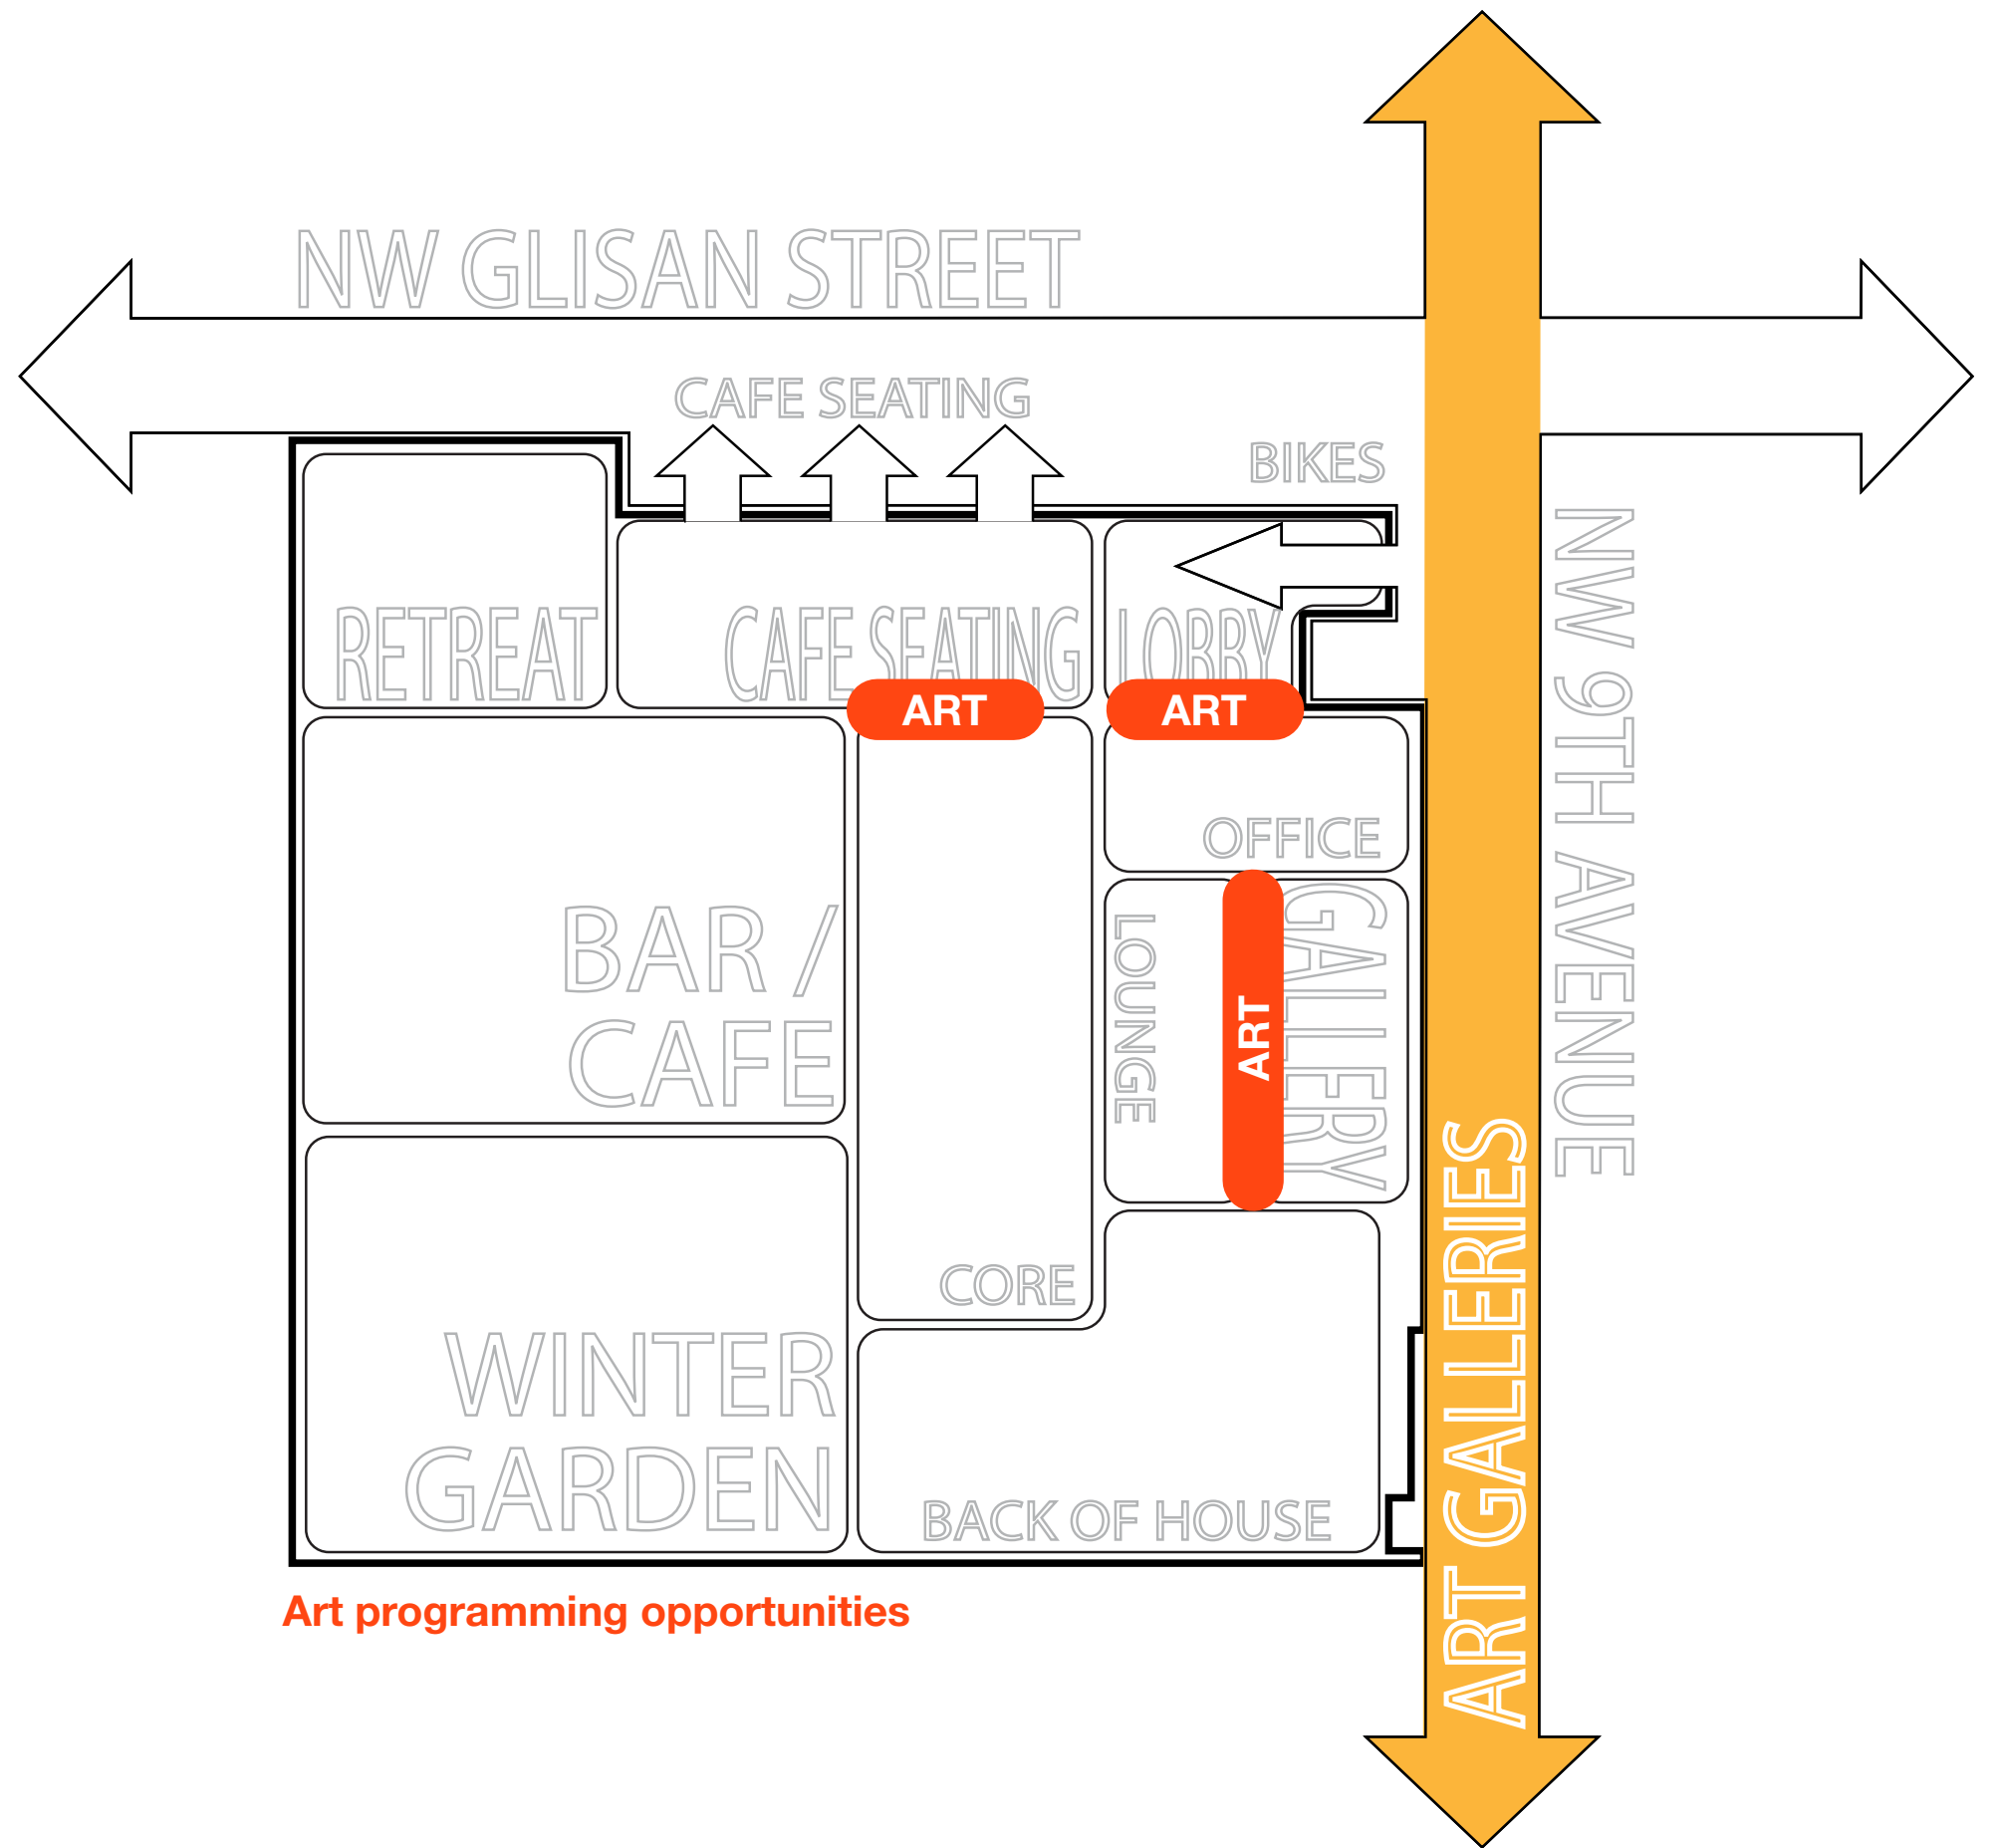 NW GLISAN STREET
CAFE SEATING
BIKES
NW 9TH AVENUE
RETREAT
CAFE SEATING
LOBBY
ART
ART
OFFICE
BAR /
CAFE
LOUNGE
ART
GALLERY
ART GALLERIES
CORE
WINTER
GARDEN
BACK OF HOUSE
Art programming opportunities